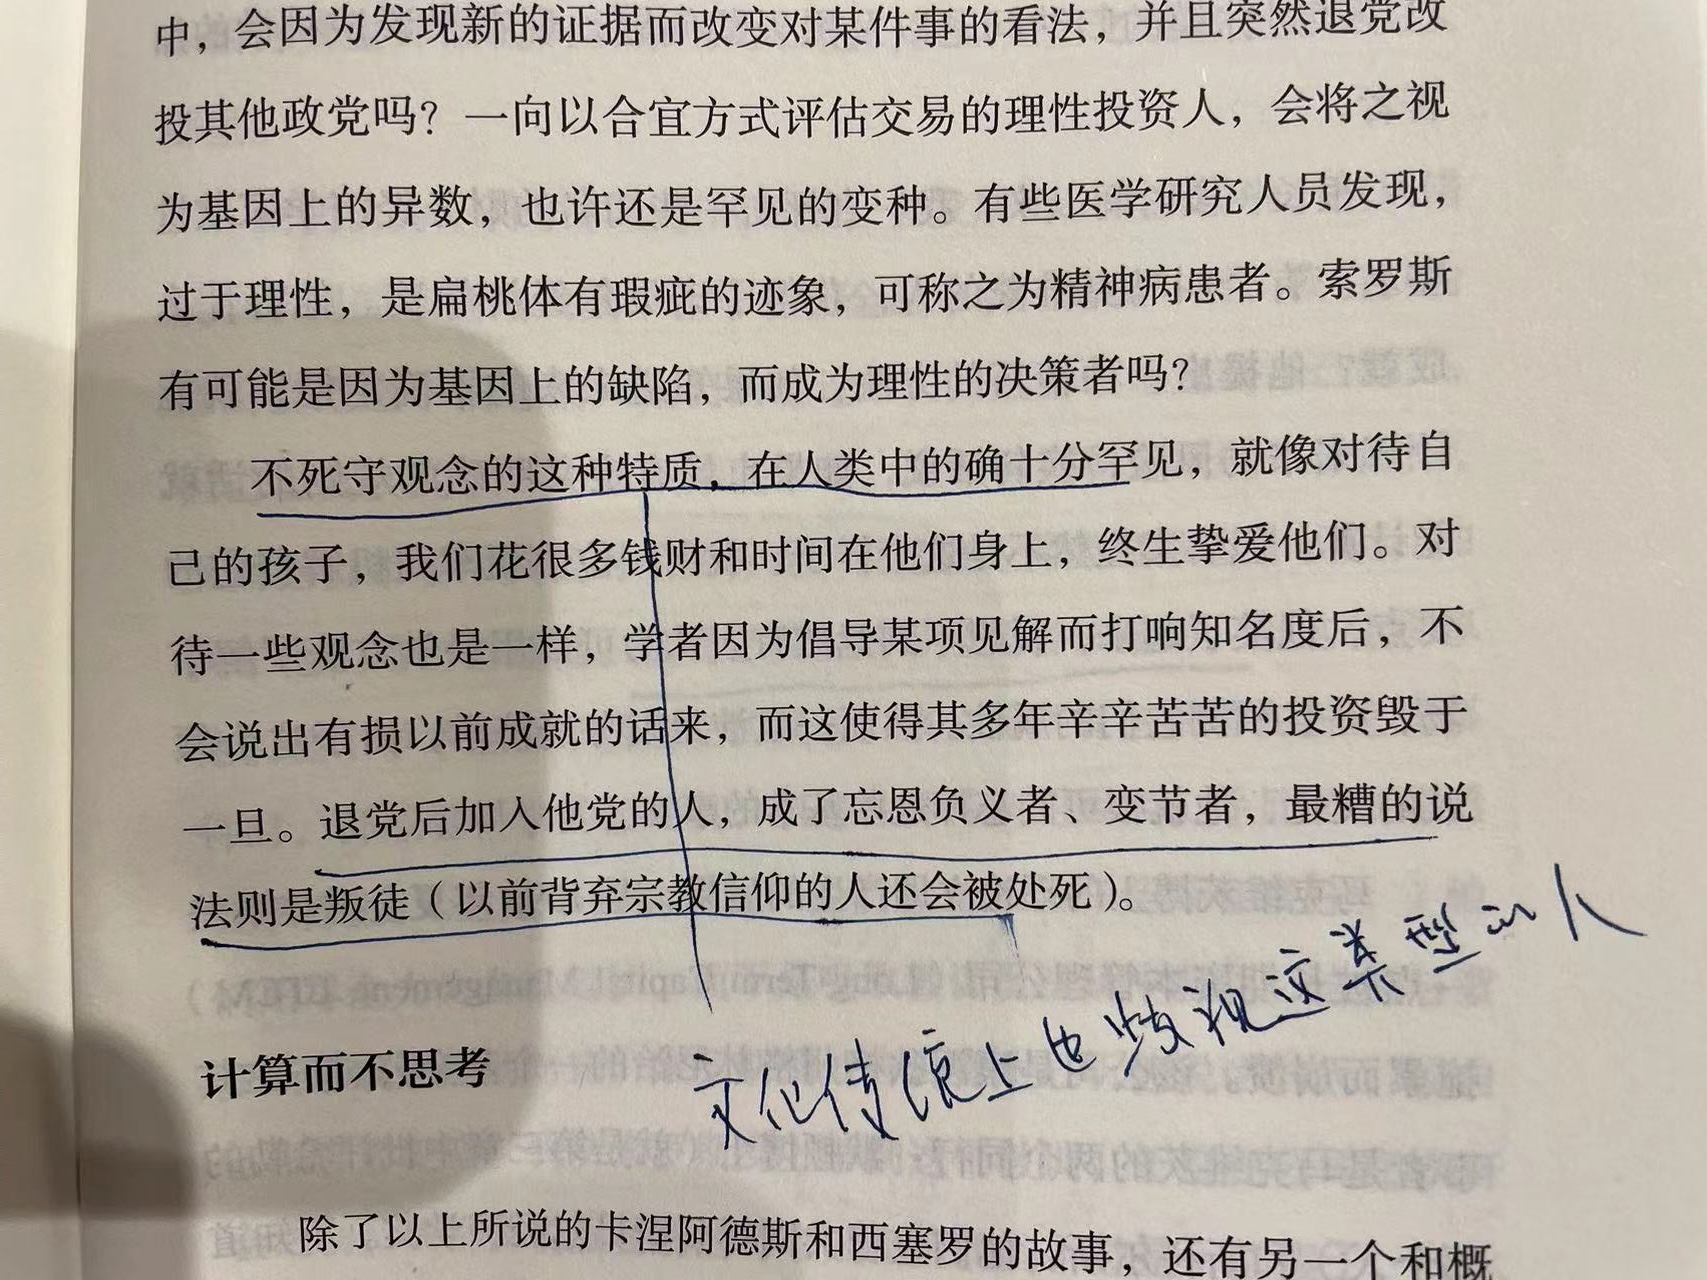 中，会因为发现新的证据而改变对某件事的看法，并且突然退党改
投其他政党吗？一向以合宜方式评估交易的理性投资人，会将之视
为基因上的异数，也许还是罕见的变种。有些医学研究人员发现，
过于理性，是扁桃体有瑕疵的迹象，可称之为精神病患者。索罗斯
有可能是因为基因上的缺陷，而成为理性的决策者吗？
不死守观念的这种特质，在人类中的确十分罕见，就像对待自
己的孩子，我们花很多钱财和时间在他们身上，终生挚爱他们。对
待一些观念也是一样，学者因为倡导某项见解而打响知名度后，不
会说出有损以前成就的话来，而这使得其多年辛辛苦苦的投资毁于
一旦。退党后加入他党的人，成了忘恩负义者、变节者，最糟的说
法则是叛徒（以前背弃宗教信仰的人还会被处死）。
文化传统上也歧视这类型的人
计算而不思考
除了以上所说的卡涅阿德斯和西塞罗的故事，还有另一个和概